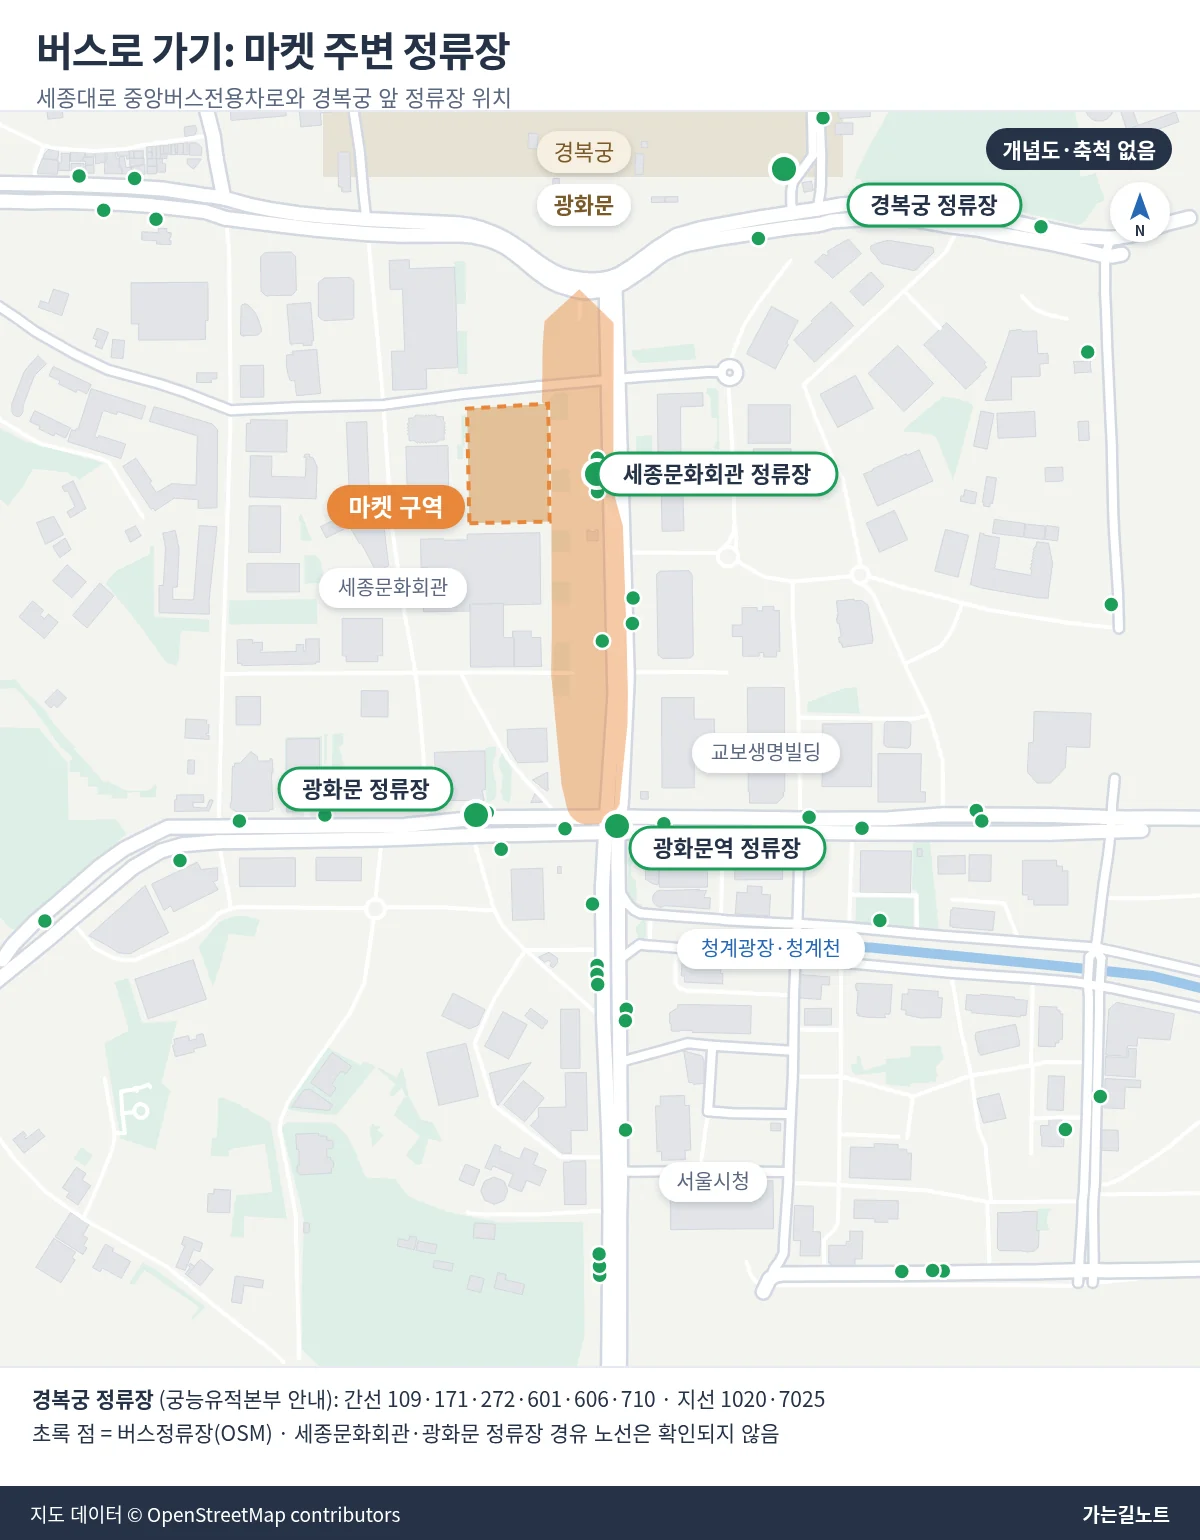 버스로 가기: 마켓 주변 정류장
세종대로 중앙버스전용차로와 경복궁 앞 정류장 위치
개념도·축척 없음
경복궁
광화문
경복궁 정류장
N
세종문화회관 정류장
마켓 구역
세종문화회관
교보생명빌딩
광화문 정류장
광화문역 정류장
청계광장·청계천
서울시청
경복궁 정류장 (궁능유적본부 안내): 간선 109·171·272·601·606·710 · 지선 1020·7025
초록 점 = 버스정류장(OSM) · 세종문화회관·광화문 정류장 경유 노선은 확인되지 않음
지도 데이터 © OpenStreetMap contributors
가는길노트